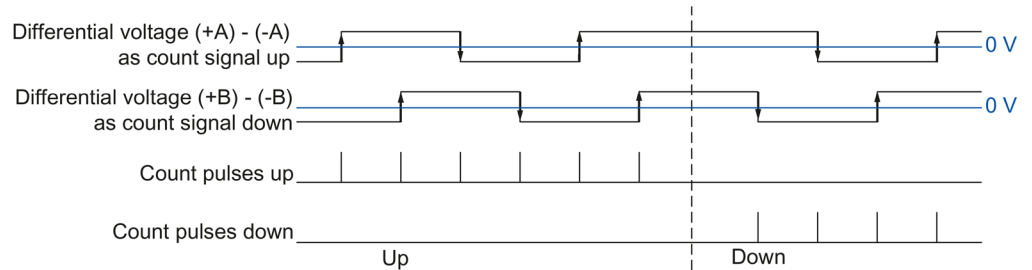 Differential voltage (+A) - (-A)
as count signal up
0 V
Differential voltage (+B) - (-B)
as count signal down
0 V
Count pulses up
Count pulses down
Up
Down